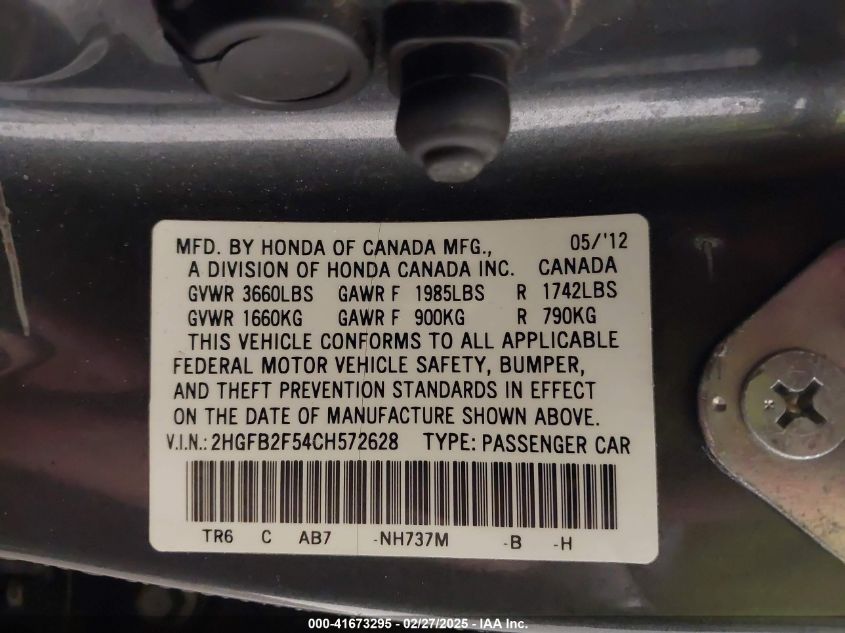 MFD. BY HONDA OF CANADA MFG., 05/'12
A DIVISION OF HONDA CANADA INC. CANADA
GVWR 3660LBS GAWR F 1985LBS R 1742LBS
GVWR 1660KG GAWR F 900KG R 790KG
THIS VEHICLE CONFORMS TO ALL APPLICABLE
FEDERAL MOTOR VEHICLE SAFETY, BUMPER,
AND THEFT PREVENTION STANDARDS IN EFFECT
ON THE DATE OF MANUFACTURE SHOWN ABOVE.
V.I.N.: 2HGFB2F54CH572628 TYPE: PASSENGER CAR
TR6 C AB7 -NH737M -B -H
000-41673295 - 02/27/2025 - IAA Inc.